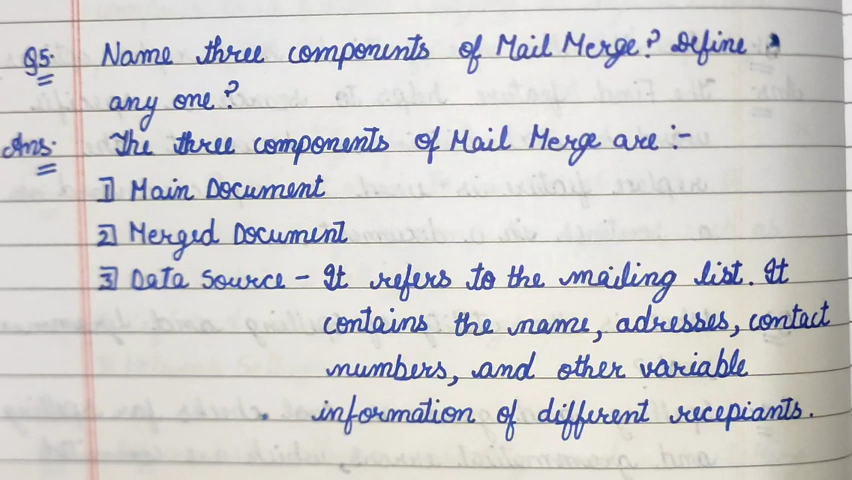 Q5. Name three components of Mail Merge? Define
any one?
Ans. The three components of Mail Merge are :-
1] Main Document
2] Merged Document
3] Data Source - It refers to the mailing list. It
contains the name, adresses, contact
numbers, and other variable
information of different recepiants.